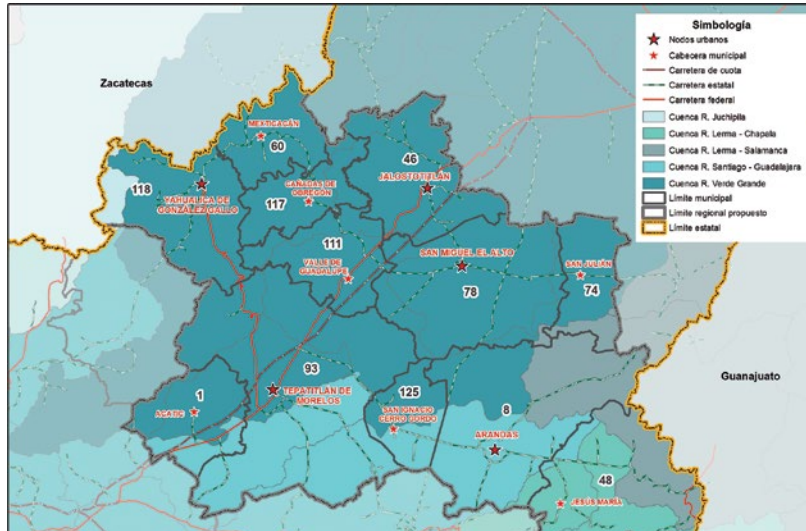 Simbología
Nodos urbanos
Cabecera municipal
Carretera de cuota
Carretera estatal
Carretera federal
Cuenca R. Juchipila
Cuenca R. Lerma - Chapala
Cuenca R. Lerma - Salamanca
Cuenca R. Santiago - Guadalajara
Cuenca R. Verde Grande
Límite municipal
Límite regional propuesto
Límite estatal
Zacatecas
MEXTICACÁN
60
46
JALOSTOTITLÁN
118
YAHUALICA DE
GONZÁLEZ GALLO
CAÑADAS DE
OBREGÓN
117
111
VALLE DE
GUADALUPE
SAN MIGUEL EL ALTO
78
SAN JULIÁN
74
93
TEPATITLÁN DE
MORELOS
1
ACATIC
125
SAN IGNACIO
CERRO GORDO
8
ARANDAS
48
JESÚS MARÍA
Guanajuato